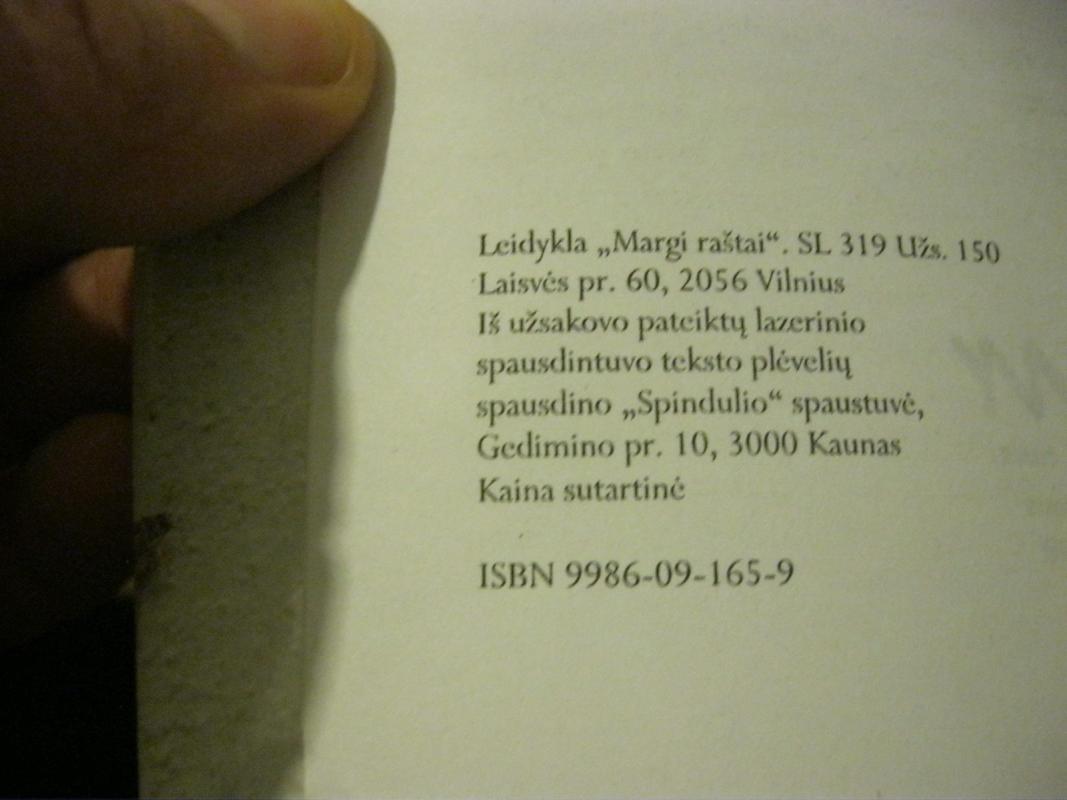 Leidykla „Margi raštai“. SL 319 Užs. 150
Laisvės pr. 60, 2056 Vilnius
Iš užsakovo pateiktų lazerinio
spausdintuvo teksto plėvelių
spausdino „Spindulio“ spaustuvė,
Gedimino pr. 10, 3000 Kaunas
Kaina sutartinė
ISBN 9986-09-165-9